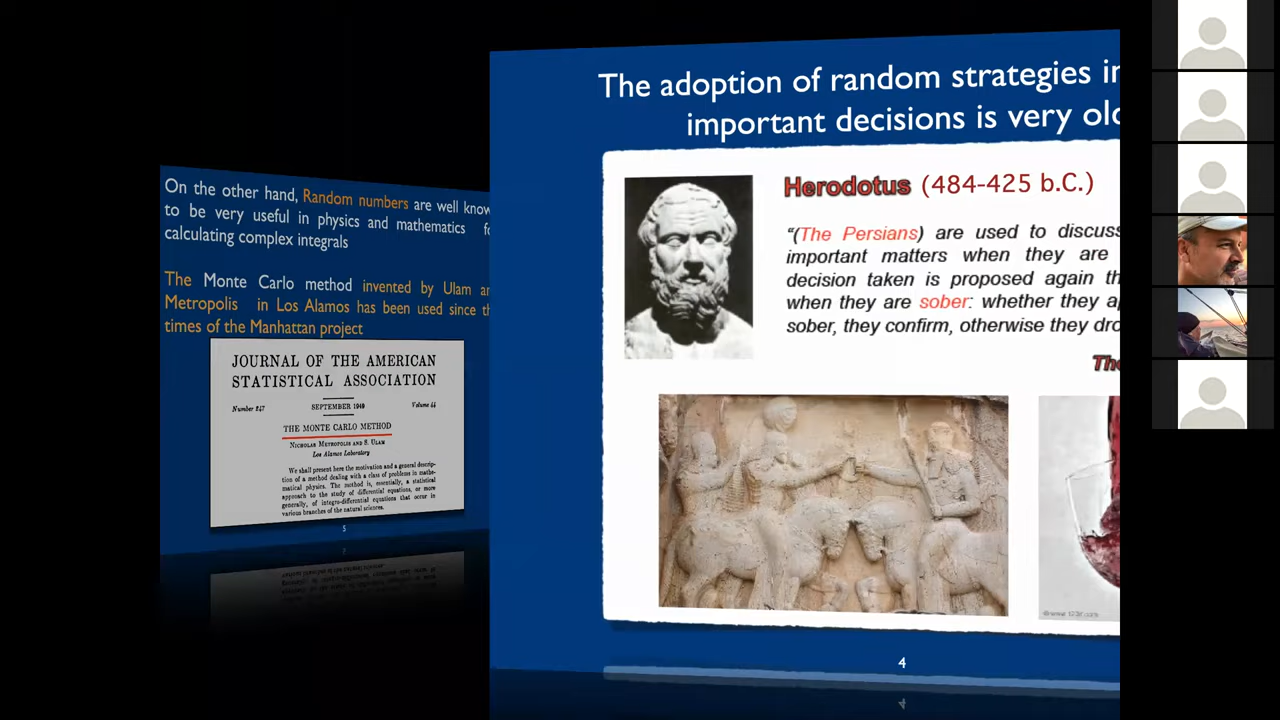 On the other hand, Random numbers are well know
to be very useful in physics and mathematics
calculating complex integrals
The Monte Carlo method invented by Ulam an
Metropolis in Los Alamos has been used since th
times of the Manhattan project
JOURNAL OF THE AMERICAN
STATISTICAL ASSOCIATION
Number 247 SEPTEMBER 1949 Volume 44
THE MONTE CARLO METHOD
NICHOLAS METROPOLIS AND S. ULAM
Los Alamos Laboratory
We shall present here the motivation and a general descrip-
tion of a method dealing with a class of problems in mathe-
matical physics. The method is, essentially, a statistical
approach to the study of differential equations, or more
generally, of integro-differential equations that occur in
various branches of the natural sciences.
5
The adoption of random strategies in
important decisions is very old
Herodotus (484-425 b.C.)
“(The Persians) are used to discuss
important matters when they are
decision taken is proposed again th
when they are sober: whether they ap
sober, they confirm, otherwise they dro
The
4